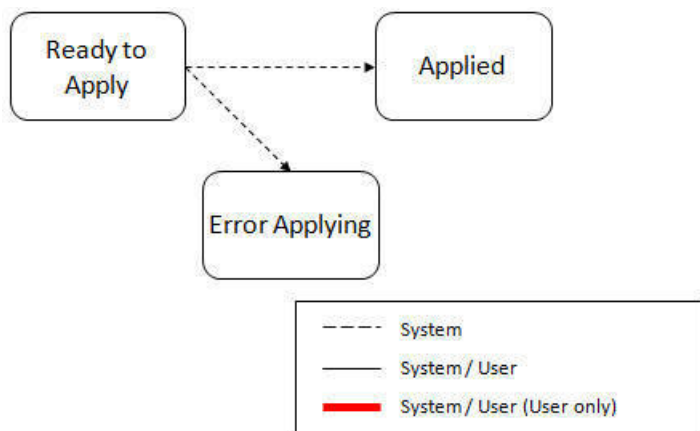 Ready to
Apply
Applied
Error Applying
System
System / User
System / User (User only)